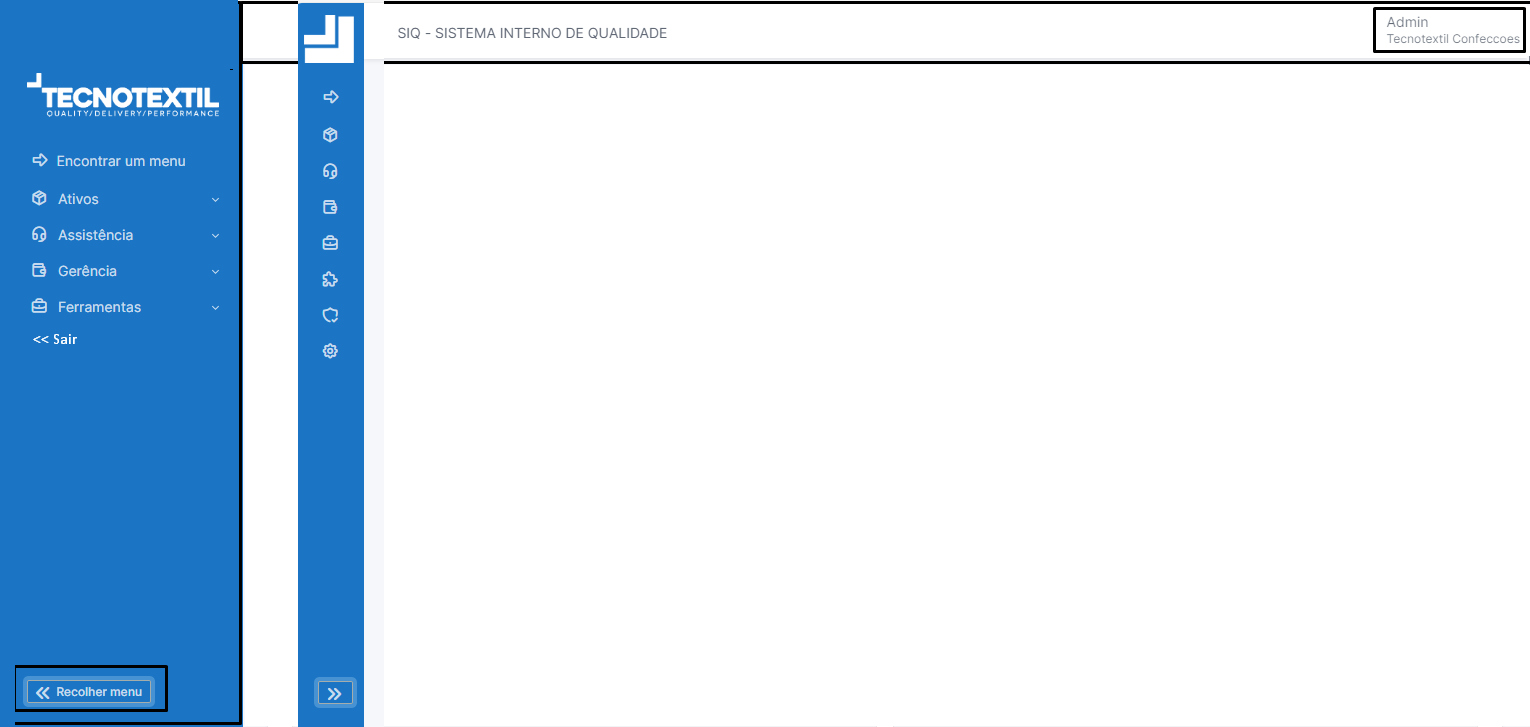 TECNOTEXTIL
QUALITY/DELIVERY/PERFORMANCE
Encontrar um menu
Ativos
Assistência
Gerência
Ferramentas
<< Sair
Recolher menu
SIQ - SISTEMA INTERNO DE QUALIDADE
Admin
Tecnotextil Confeccoes